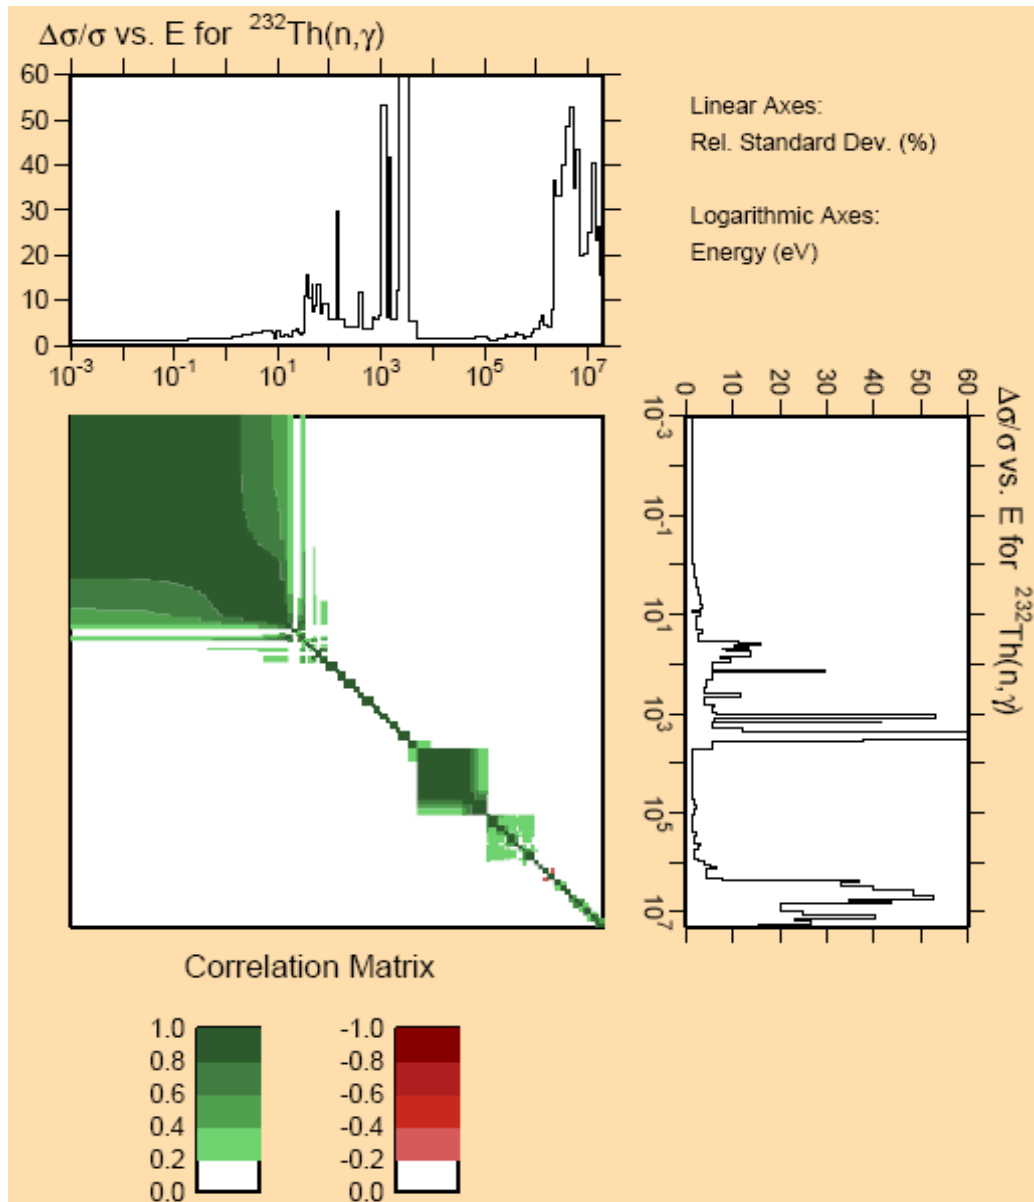 Δσ/σ vs. E for ²³²Th(n,γ)
60
50
40
30
20
10
0
10⁻³ 10⁻¹ 10¹ 10³ 10⁵ 10⁷
Linear Axes:
Rel. Standard Dev. (%)
Logarithmic Axes:
Energy (eV)
0 10 20 30 40 50 60
10⁻³
10⁻¹
10¹
10³
10⁵
10⁷
Δσ/σ vs. E for ²³²Th(n,γ)
Correlation Matrix
1.0
0.8
0.6
0.4
0.2
0.0
-1.0
-0.8
-0.6
-0.4
-0.2
0.0